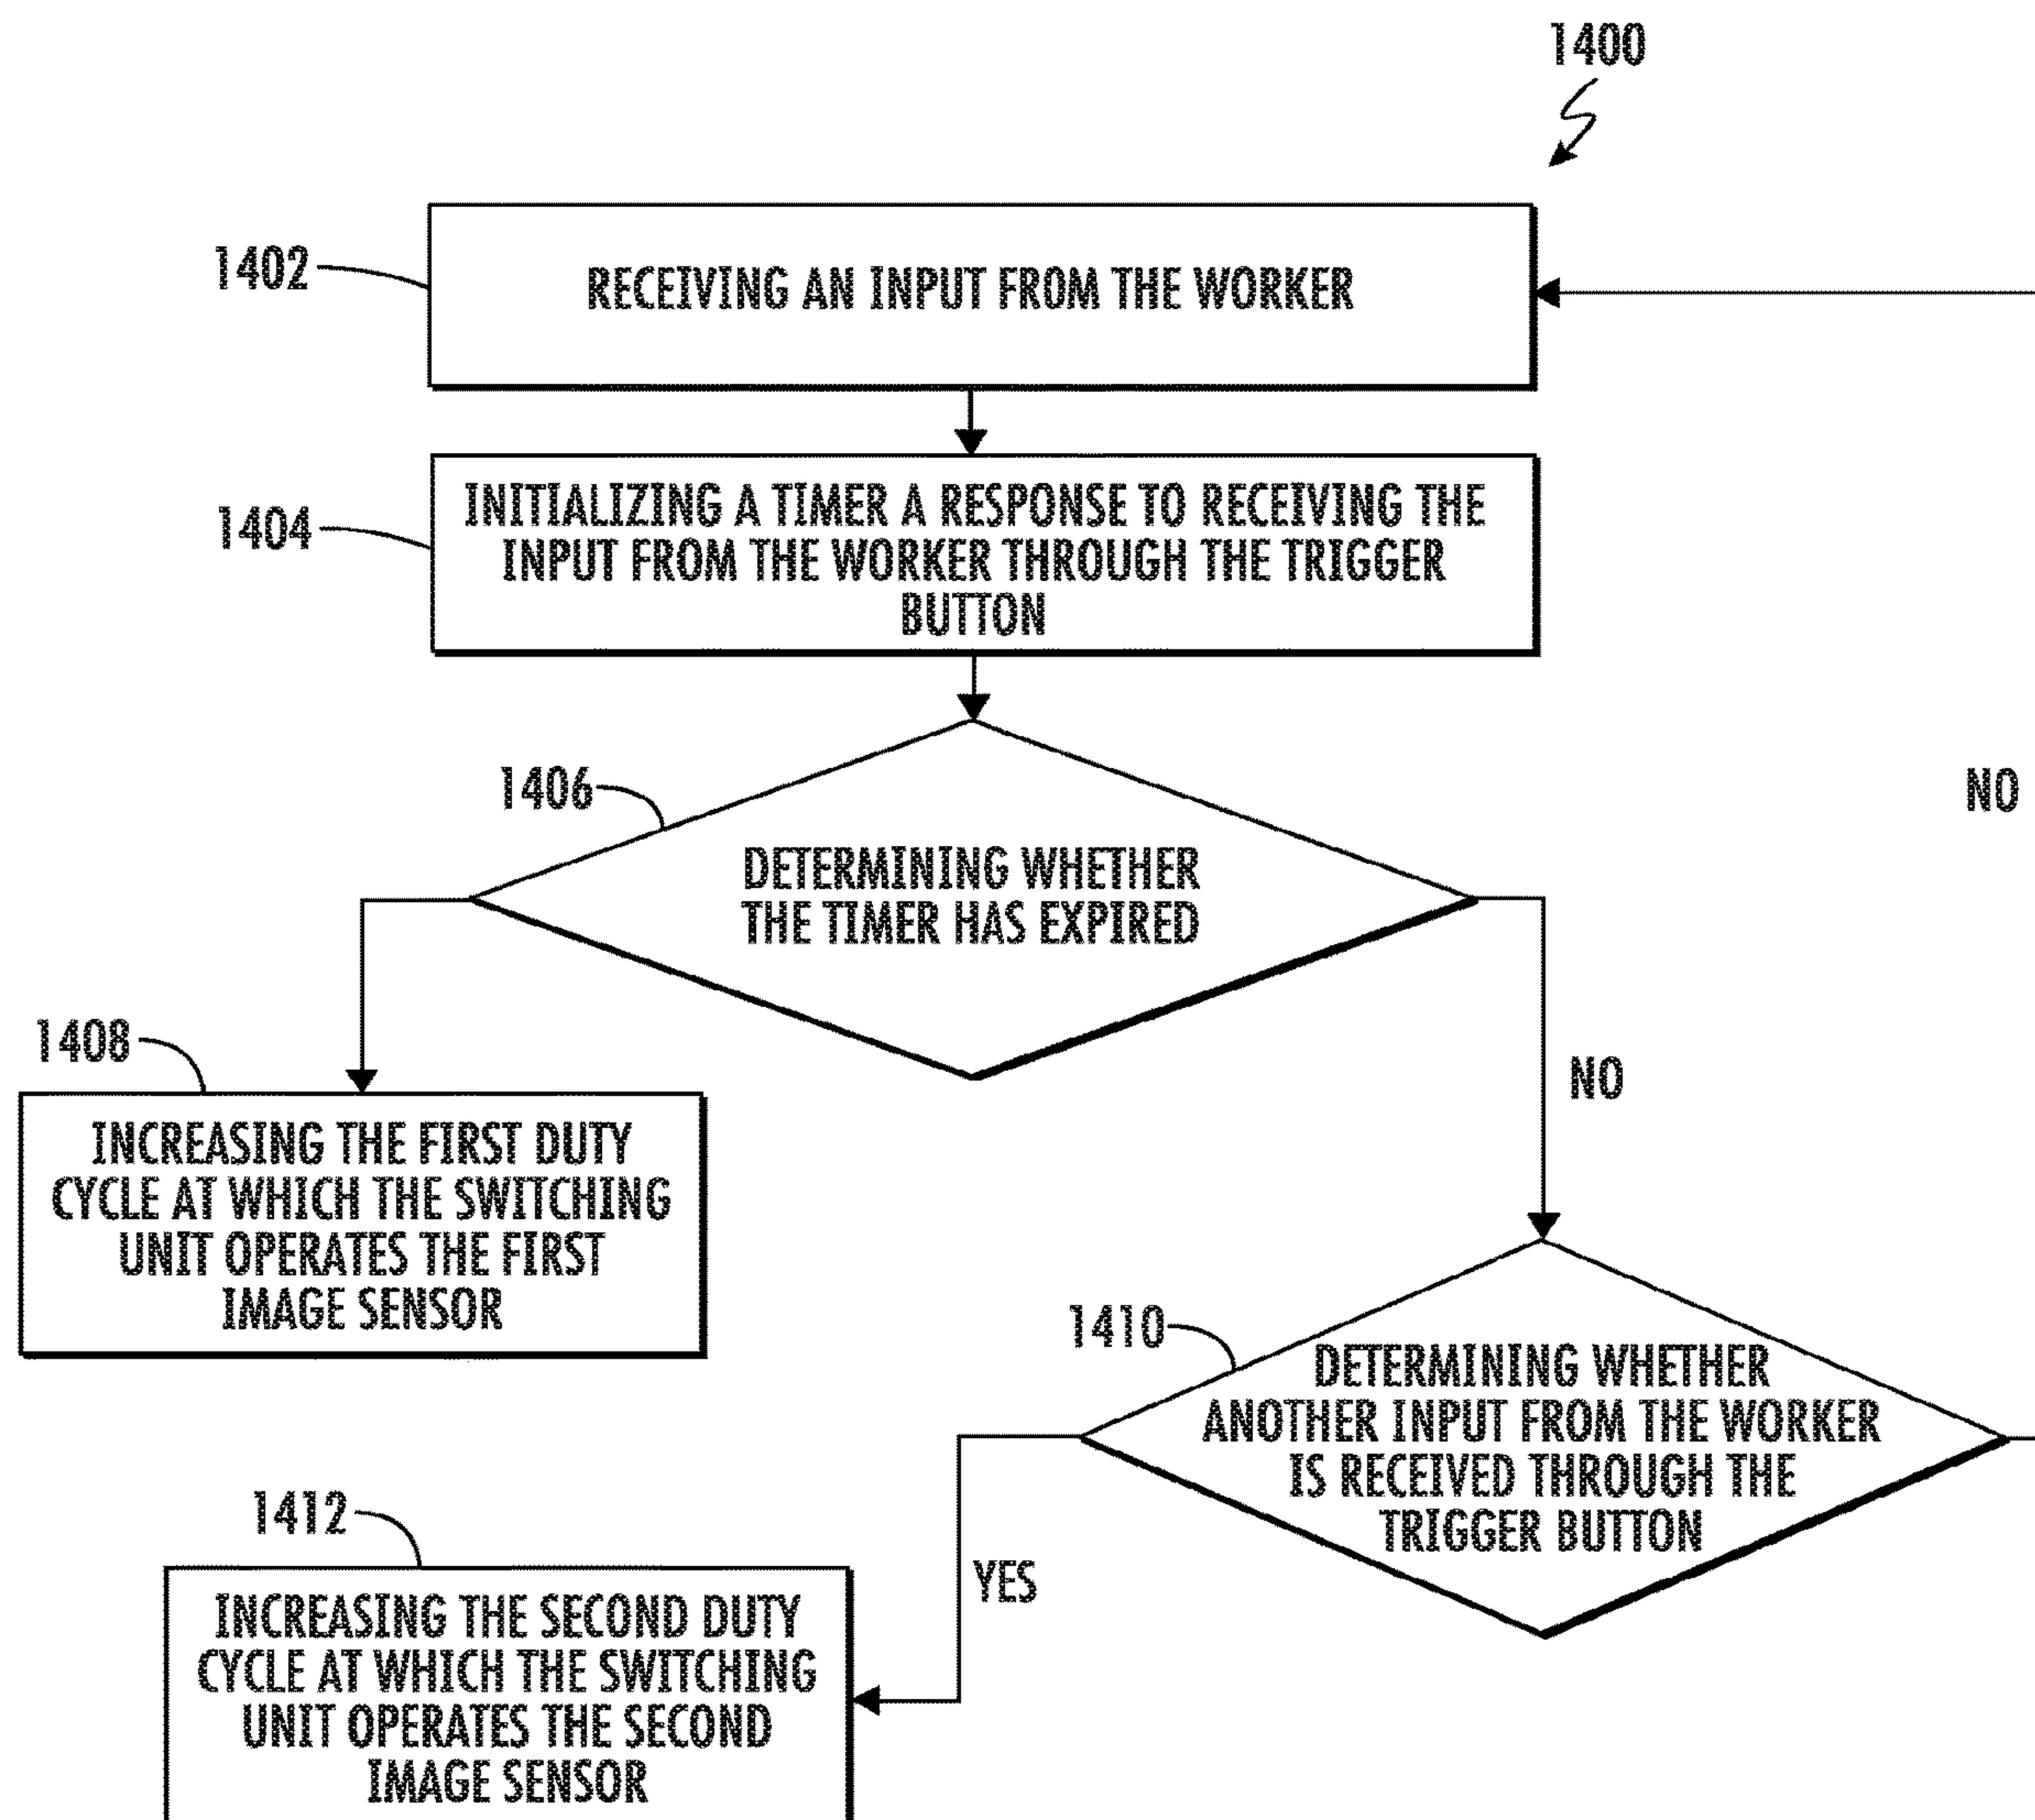 1400
1402
RECEIVING AN INPUT FROM THE WORKER
1404
INITIALIZING A TIMER A RESPONSE TO RECEIVING THE
INPUT FROM THE WORKER THROUGH THE TRIGGER
BUTTON
1406
NO
DETERMINING WHETHER
THE TIMER HAS EXPIRED
1408
NO
INCREASING THE FIRST DUTY
CYCLE AT WHICH THE SWITCHING
UNIT OPERATES THE FIRST
IMAGE SENSOR
1410
DETERMINING WHETHER
ANOTHER INPUT FROM THE WORKER
IS RECEIVED THROUGH THE
TRIGGER BUTTON
1412
YES
INCREASING THE SECOND DUTY
CYCLE AT WHICH THE SWITCHING
UNIT OPERATES THE SECOND
IMAGE SENSOR